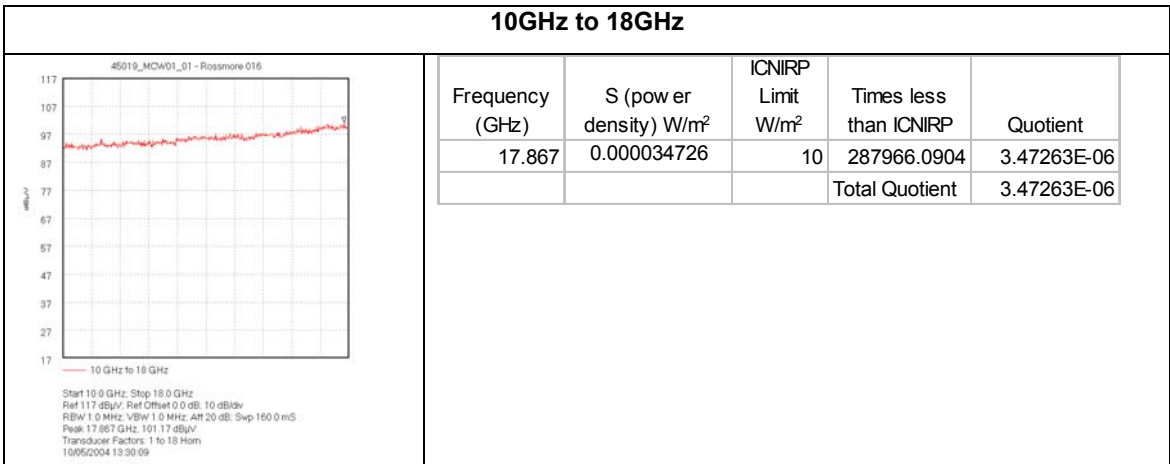 10GHz to 18GHz
45019_MCW01_01 - Rossmore 016
117
107
97
87
77
67
57
47
37
27
17
dBµV
10 GHz to 18 GHz
Start 10.0 GHz; Stop 18.0 GHz
Ref 117 dBµV; Ref Offset 0.0 dB; 10 dB/div
RBW 1.0 MHz; VBW 1.0 MHz; Att 20 dB; Swp 160.0 mS
Peak 17.867 GHz, 101.17 dBµV
Transducer Factors: 1 to 18 Horn
10/05/2004 13:30:09
Frequency (GHz) S (pow er density) W/m² ICNIRP Limit W/m² Times less than ICNIRP Quotient
17.867 0.000034726 10 287966.0904 3.47263E-06
Total Quotient 3.47263E-06